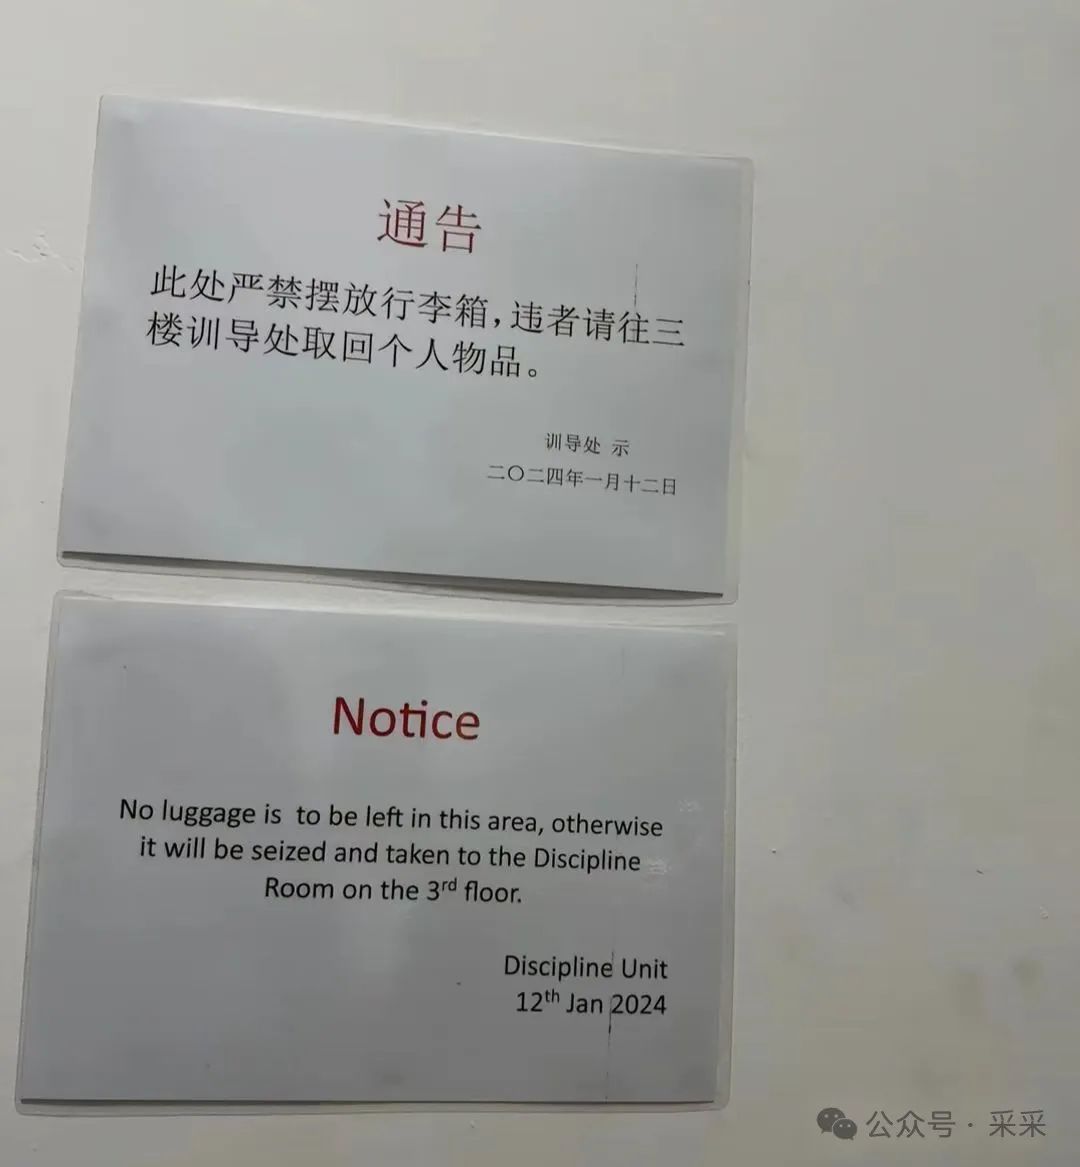 通告
此处严禁摆放行李箱，违者请往三
楼训导处取回个人物品。
训导处 示
二〇二四年一月十二日
Notice
No luggage is to be left in this area, otherwise
it will be seized and taken to the Discipline
Room on the 3rd floor.
Discipline Unit
12th Jan 2024
公众号·采采